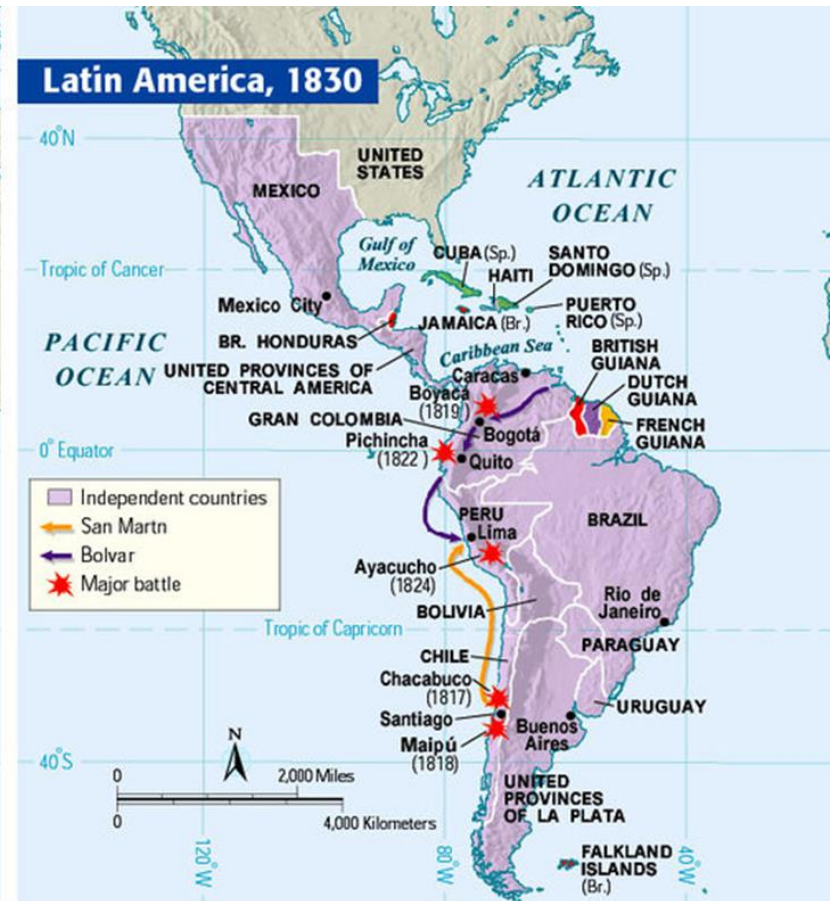 Latin America, 1830
40°N
UNITED
STATES
MEXICO
ATLANTIC
OCEAN
Gulf of
Mexico
CUBA (Sp.)
HAITI
SANTO
DOMINGO (Sp.)
Tropic of Cancer
Mexico City
JAMAICA (Br.)
PUERTO
RICO (Sp.)
PACIFIC
OCEAN
BR. HONDURAS
UNITED PROVINCES OF
CENTRAL AMERICA
Caribbean Sea
BRITISH
GUIANA
DUTCH
GUIANA
FRENCH
GUIANA
Caracas
Boyacá
(1819)
GRAN COLOMBIA
Bogotá
Pichincha
(1822)
0° Equator
Quito
Independent countries
San Martn
Bolvar
Major battle
PERU
Lima
BRAZIL
Ayacucho
(1824)
BOLIVIA
Rio de
Janeiro
Tropic of Capricorn
PARAGUAY
CHILE
Chacabuco
(1817)
URUGUAY
Santiago
Buenos
Aires
Maipú
(1818)
40°S
N
0 2,000 Miles
0 4,000 Kilometers
UNITED
PROVINCES
OF LA PLATA
FALKLAND
ISLANDS
(Br.)
120°W
80°W
40°W